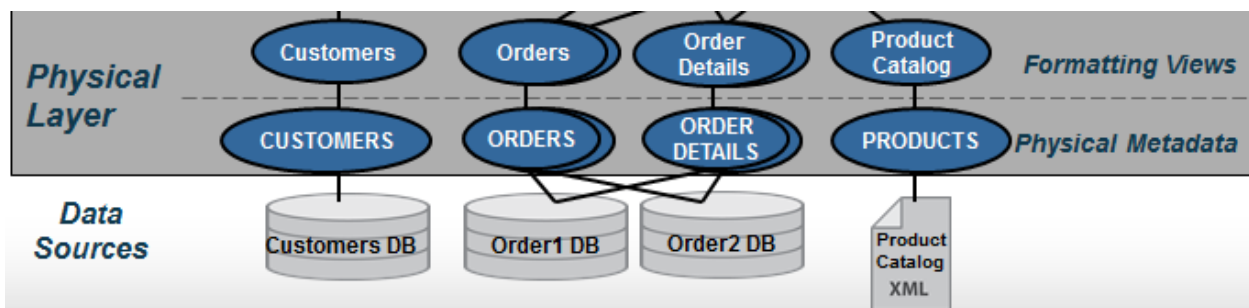 Customers
Orders
Order
Details
Product
Catalog
Formatting Views
Physical
Layer
CUSTOMERS
ORDERS
ORDER
DETAILS
PRODUCTS
Physical Metadata
Data
Sources
Customers DB
Order1 DB
Order2 DB
Product
Catalog
XML